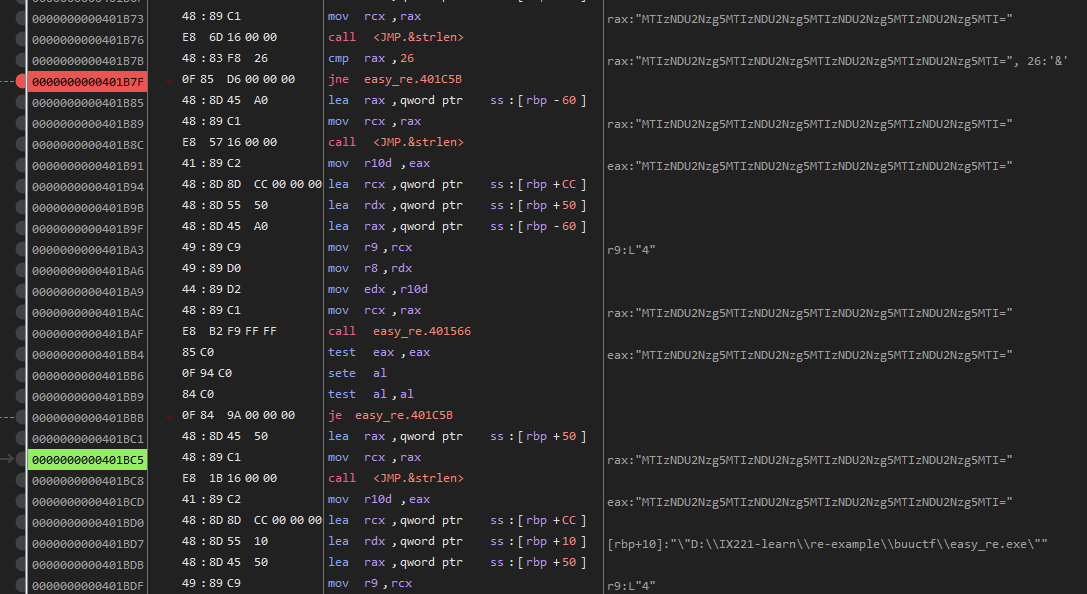 0000000000401B73 48:89 C1 mov rcx,rax rax:"MTIzNDU2Nzg5MTIzNDU2Nzg5MTIzNDU2Nzg5MTI="
0000000000401B76 E8 6D 16 00 00 call <JMP.&strlen>
0000000000401B7B 48:83 F8 26 cmp rax,26 rax:"MTIzNDU2Nzg5MTIzNDU2Nzg5MTIzNDU2Nzg5MTI=", 26:'&'
0000000000401B7F 0F 85 D6 00 00 00 jne easy_re.401C5B
0000000000401B85 48:8D 45 A0 lea rax,qword ptr ss:[rbp-60]
0000000000401B89 48:89 C1 mov rcx,rax rax:"MTIzNDU2Nzg5MTIzNDU2Nzg5MTIzNDU2Nzg5MTI="
0000000000401B8C E8 57 16 00 00 call <JMP.&strlen>
0000000000401B91 41:89 C2 mov r10d,eax eax:"MTIzNDU2Nzg5MTIzNDU2Nzg5MTIzNDU2Nzg5MTI="
0000000000401B94 48:8D 8D CC 00 00 00 lea rcx,qword ptr ss:[rbp+CC]
0000000000401B9B 48:8D 55 50 lea rdx,qword ptr ss:[rbp+50]
0000000000401B9F 48:8D 45 A0 lea rax,qword ptr ss:[rbp-60]
0000000000401BA3 49:89 C9 mov r9,rcx r9:L"4"
0000000000401BA6 49:89 D0 mov r8,rdx
0000000000401BA9 44:89 D2 mov edx,r10d
0000000000401BAC 48:89 C1 mov rcx,rax rax:"MTIzNDU2Nzg5MTIzNDU2Nzg5MTIzNDU2Nzg5MTI="
0000000000401BAF E8 B2 F9 FF FF call easy_re.401566
0000000000401BB4 85 C0 test eax,eax eax:"MTIzNDU2Nzg5MTIzNDU2Nzg5MTIzNDU2Nzg5MTI="
0000000000401BB6 0F 94 C0 sete al
0000000000401BB9 84 C0 test al,al
0000000000401BBB 0F 84 9A 00 00 00 je easy_re.401C5B
0000000000401BC1 48:8D 45 50 lea rax,qword ptr ss:[rbp+50]
0000000000401BC5 48:89 C1 mov rcx,rax rax:"MTIzNDU2Nzg5MTIzNDU2Nzg5MTIzNDU2Nzg5MTI="
0000000000401BC8 E8 1B 16 00 00 call <JMP.&strlen>
0000000000401BCD 41:89 C2 mov r10d,eax eax:"MTIzNDU2Nzg5MTIzNDU2Nzg5MTIzNDU2Nzg5MTI="
0000000000401BD0 48:8D 8D CC 00 00 00 lea rcx,qword ptr ss:[rbp+CC]
0000000000401BD7 48:8D 55 10 lea rdx,qword ptr ss:[rbp+10] [rbp+10]:"\"D:\\IX221-learn\\re-example\\buuctf\\easy_re.exe\""
0000000000401BDB 48:8D 45 50 lea rax,qword ptr ss:[rbp+50]
0000000000401BDF 49:89 C9 mov r9,rcx r9:L"4"